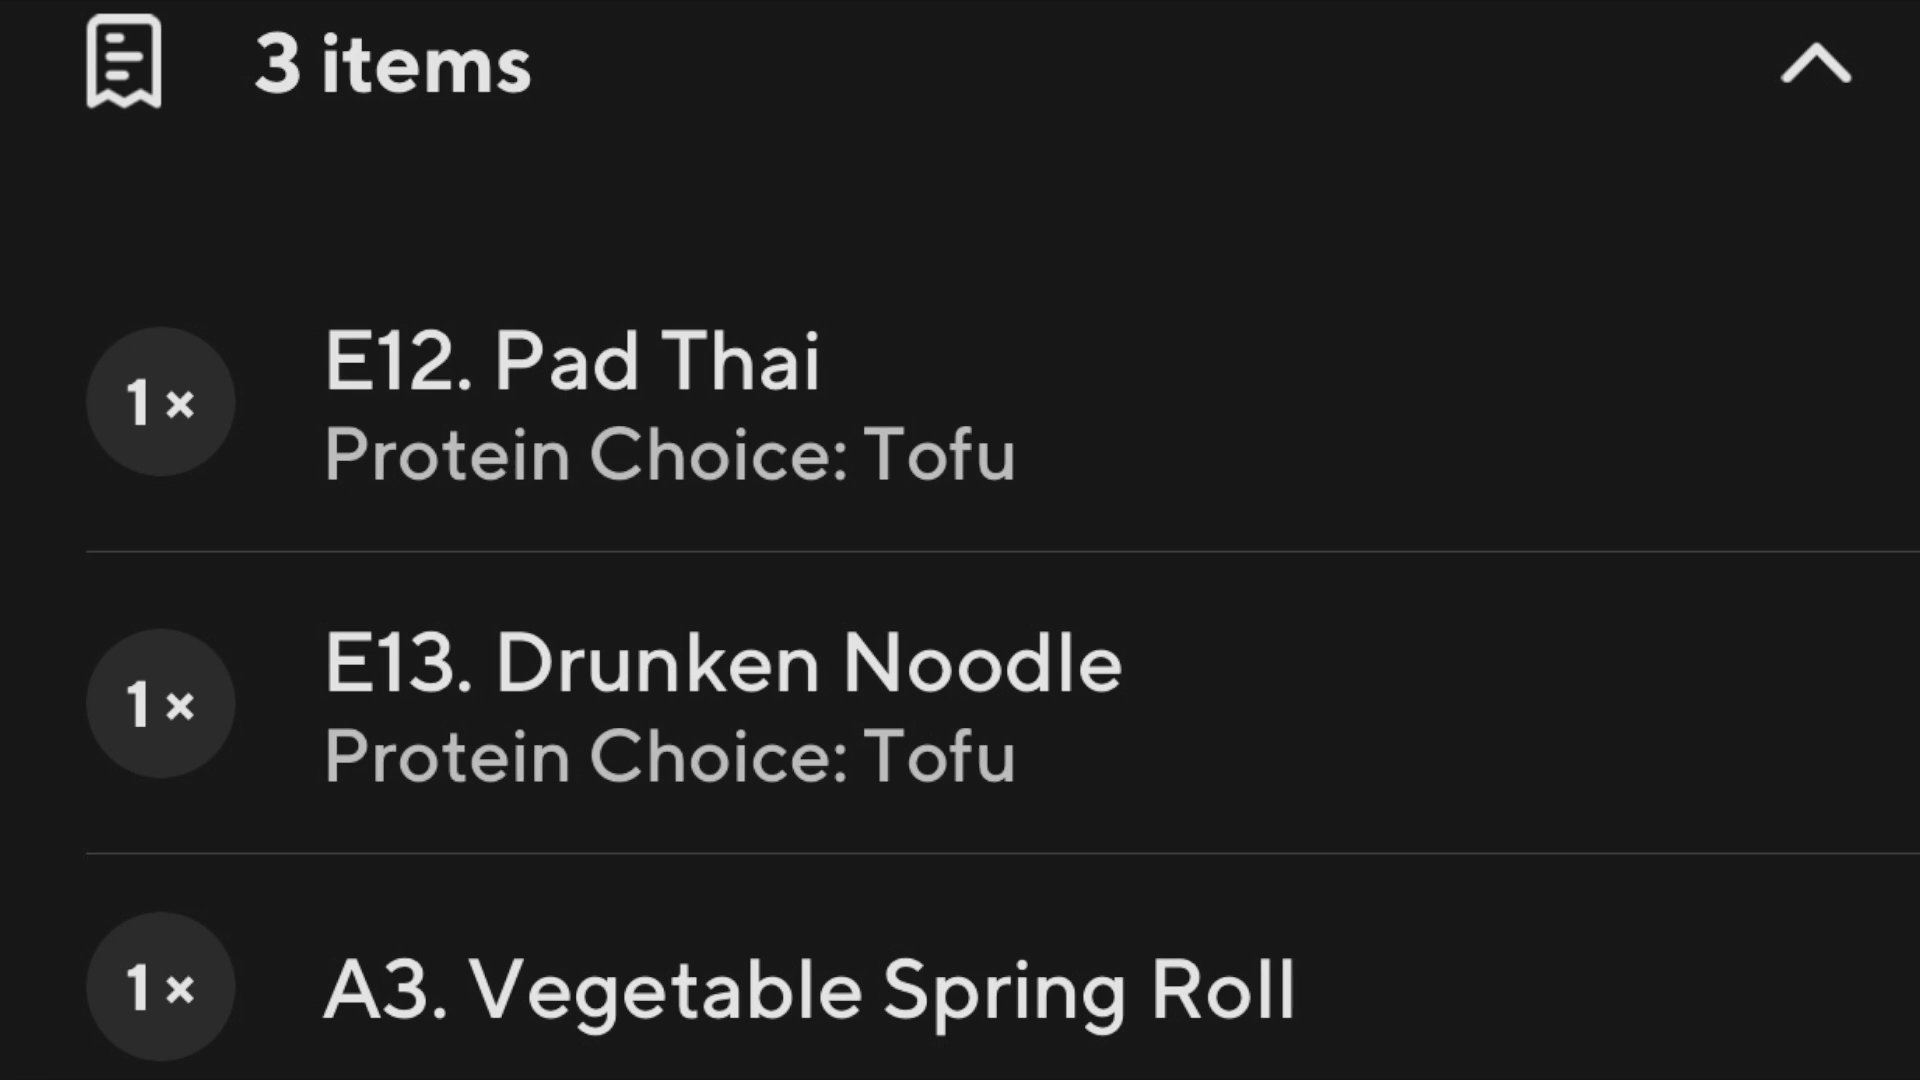 3 items
1 ×
E12. Pad Thai
Protein Choice: Tofu
1 ×
E13. Drunken Noodle
Protein Choice: Tofu
1 ×
A3. Vegetable Spring Roll